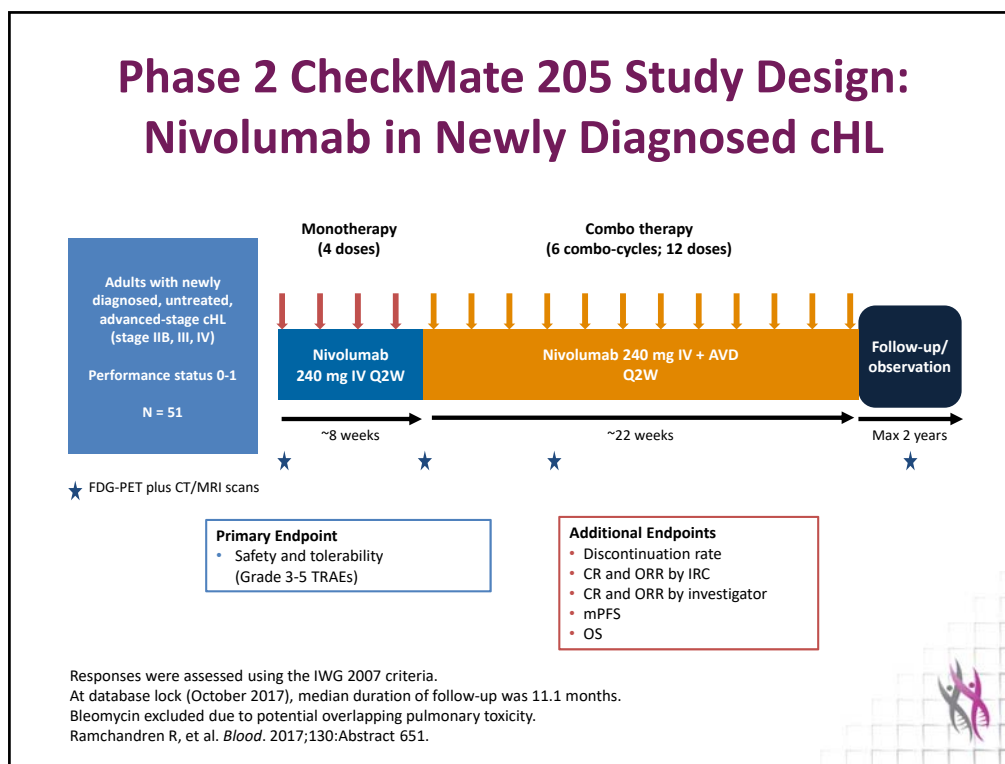 Phase 2 CheckMate 205 Study Design:
Nivolumab in Newly Diagnosed cHL
Monotherapy
(4 doses)
Combo therapy
(6 combo-cycles; 12 doses)
Adults with newly
diagnosed, untreated,
advanced-stage cHL
(stage IIB, III, IV)
Performance status 0-1
N = 51
Nivolumab
240 mg IV Q2W
Nivolumab 240 mg IV + AVD
Q2W
Follow-up/
observation
~8 weeks
~22 weeks
Max 2 years
FDG-PET plus CT/MRI scans
Primary Endpoint
• Safety and tolerability
(Grade 3-5 TRAEs)
Additional Endpoints
• Discontinuation rate
• CR and ORR by IRC
• CR and ORR by investigator
• mPFS
• OS
Responses were assessed using the IWG 2007 criteria.
At database lock (October 2017), median duration of follow-up was 11.1 months.
Bleomycin excluded due to potential overlapping pulmonary toxicity.
Ramchandren R, et al. Blood. 2017;130:Abstract 651.